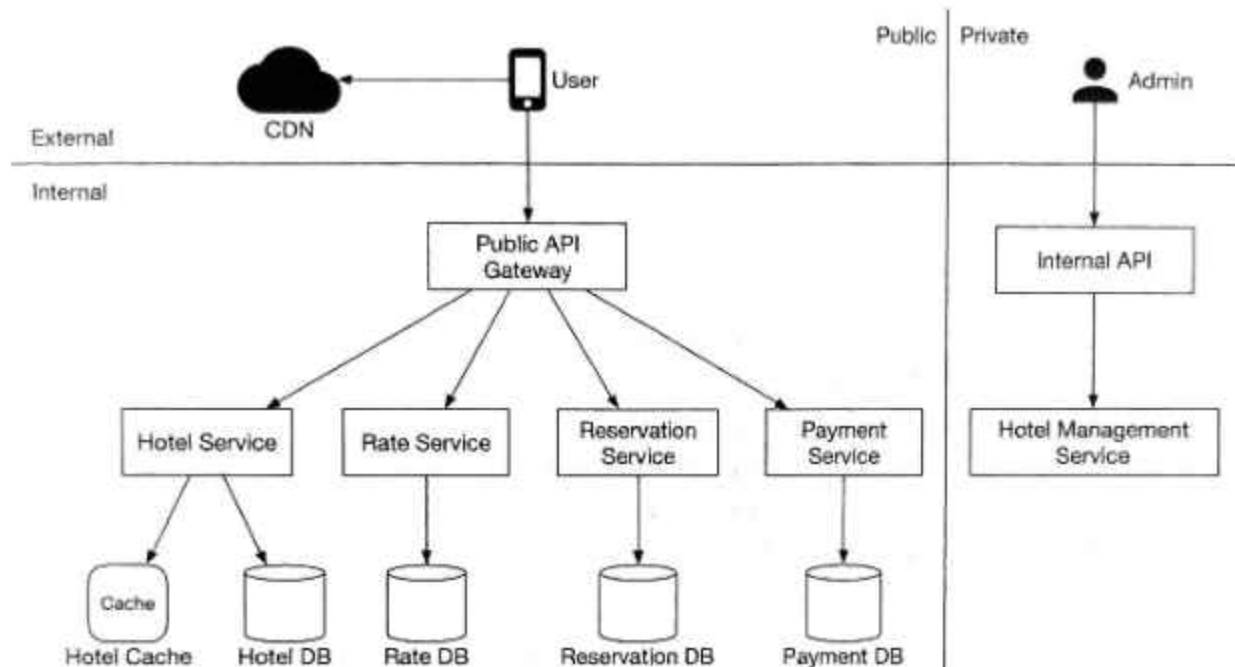 Public
Private
User
Admin
CDN
External
Internal
Public API
Gateway
Internal API
Hotel Service
Rate Service
Reservation
Service
Payment
Service
Hotel Management
Service
Cache
Hotel Cache
Hotel DB
Rate DB
Reservation DB
Payment DB